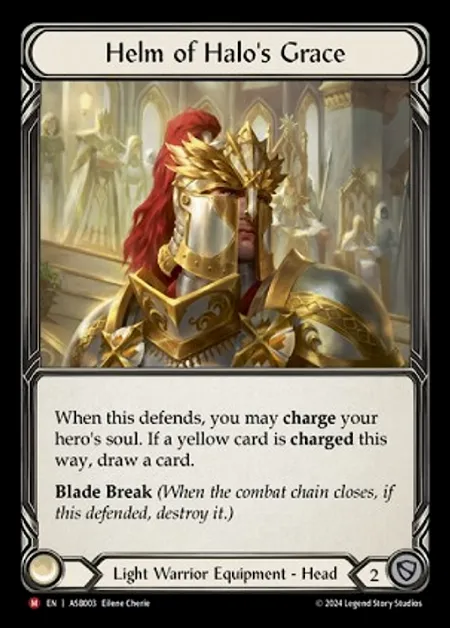 Helm of Halo's Grace
When this defends, you may charge your
hero's soul. If a yellow card is charged this
way, draw a card.
Blade Break (When the combat chain closes, if
this defended, destroy it.)
Light Warrior Equipment - Head
2
M EN | ASB003 Eilene Cherie
© 2024 Legend Story Studios